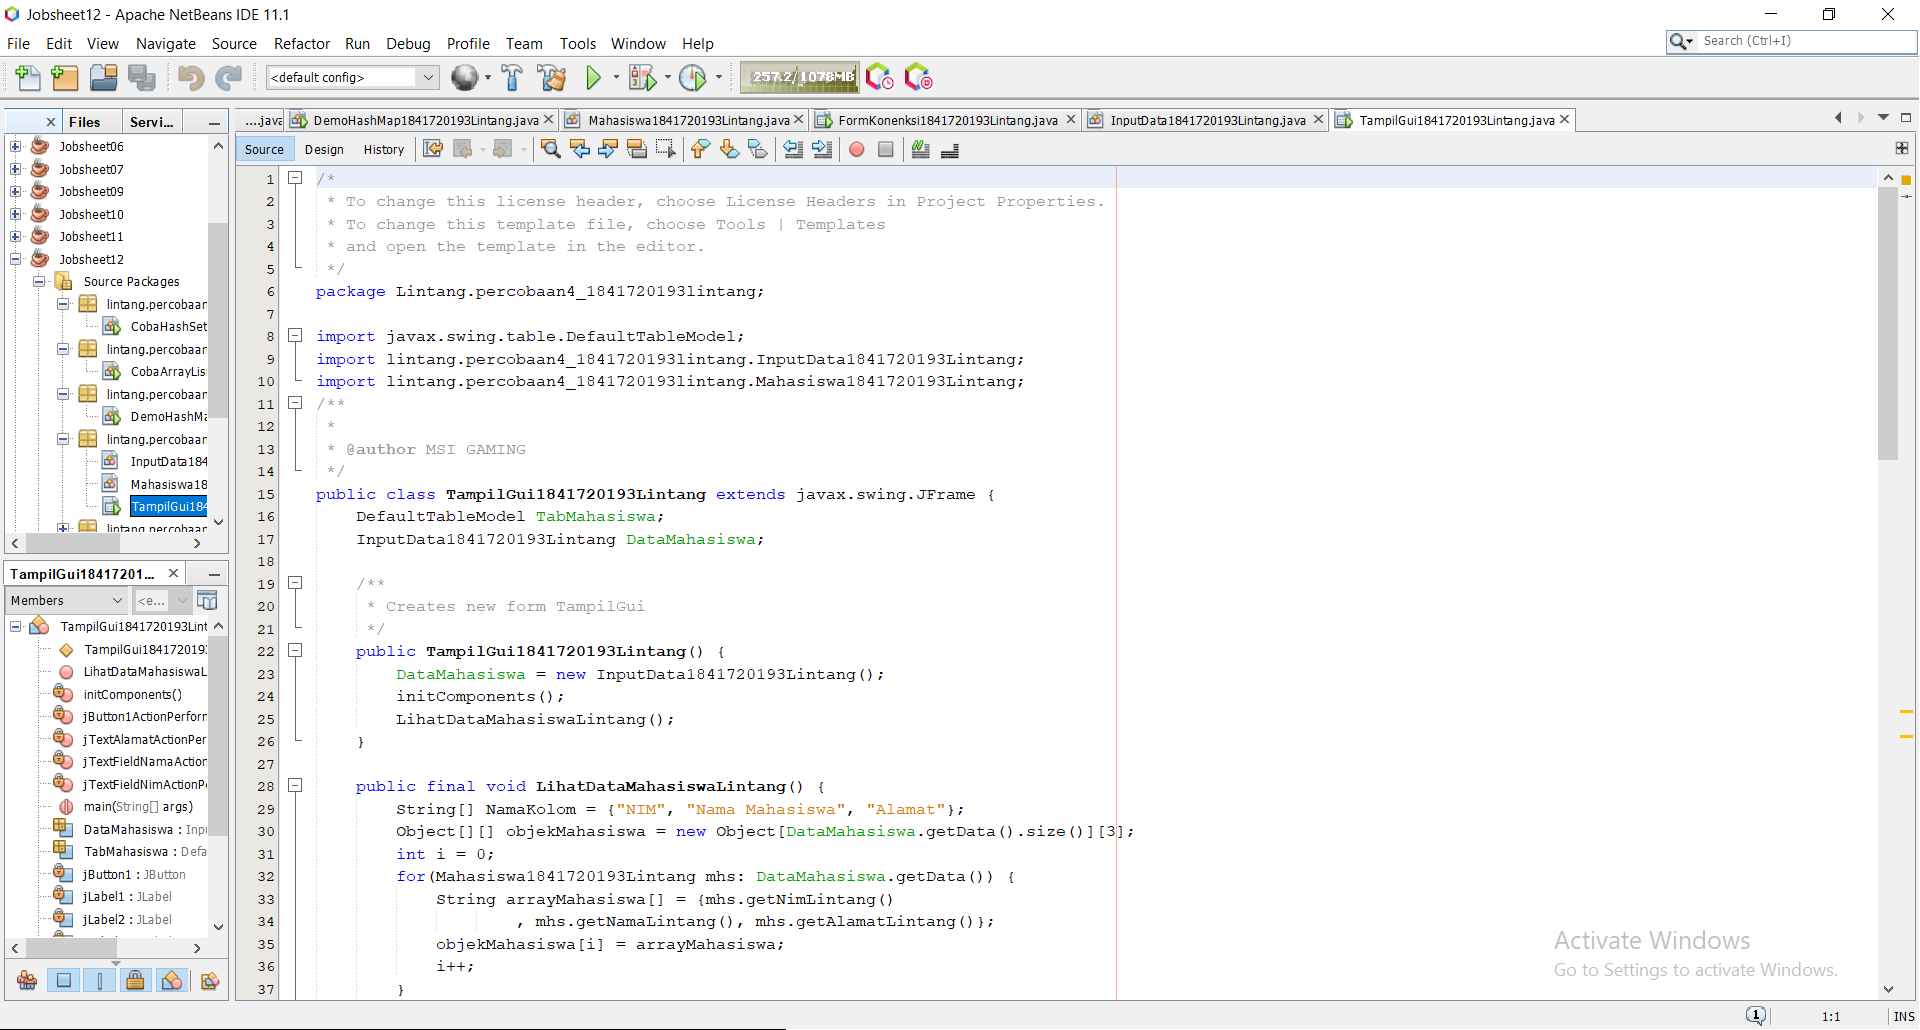 Jobsheet12 - Apache NetBeans IDE 11.1
File Edit View Navigate Source Refactor Run Debug Profile Team Tools Window Help
Search (Ctrl+I)
<default config>
257.2/1078MB
Files Servi...
....java DemoHashMap1841720193Lintang.java Mahasiswa1841720193Lintang.java FormKonenksi1841720193Lintang.java InputData1841720193Lintang.java TampilGui1841720193Lintang.java
Source Design History
Jobsheet06
Jobsheet07
Jobsheet09
Jobsheet10
Jobsheet11
Jobsheet12
Source Packages
lintang.percobaan
CobaHashSet
lintang.percobaan
CobaArrayLis
lintang.percobaan
DemoHashMa
lintang.percobaan
InputData184
Mahasiswa18
TampilGui184
lintang.percobaan
TampilGui18417201...
Members <e...
TampilGui1841720193Lint
TampilGui1841720193
LihatDataMahasiswaL
initComponents()
jButton1ActionPerforn
jTextAlamatActionPer
jTextFieldNamaAction
jTextFieldNimActionP
main(String[] args)
DataMahasiswa : Inpu
TabMahasiswa : Defa
jButton1 : JButton
jLabel1 : JLabel
jLabel2 : JLabel
1 /*
2 * To change this license header, choose License Headers in Project Properties.
3 * To change this template file, choose Tools | Templates
4 * and open the template in the editor.
5 */
6 package Lintang.percobaan4_1841720193lintang;
7
8 import javax.swing.table.DefaultTableModel;
9 import lintang.percobaan4_1841720193lintang.InputData1841720193Lintang;
10 import lintang.percobaan4_1841720193lintang.Mahasiswa1841720193Lintang;
11 /**
12 *
13 * @author MSI GAMING
14 */
15 public class TampilGui1841720193Lintang extends javax.swing.JFrame {
16 DefaultTableModel TabMahasiswa;
17 InputData1841720193Lintang DataMahasiswa;
18
19 /**
20 * Creates new form TampilGui
21 */
22 public TampilGui1841720193Lintang() {
23 DataMahasiswa = new InputData1841720193Lintang();
24 initComponents();
25 LihatDataMahasiswaLintang();
26 }
27
28 public final void LihatDataMahasiswaLintang() {
29 String[] NamaKolom = {"NIM", "Nama Mahasiswa", "Alamat"};
30 Object[][] objekMahasiswa = new Object[DataMahasiswa.getData().size()][3];
31 int i = 0;
32 for(Mahasiswa1841720193Lintang mhs: DataMahasiswa.getData()) {
33 String arrayMahasiswa[] = {mhs.getNimLintang()
34 , mhs.getNamaLintang(), mhs.getAlamatLintang()};
35 objekMahasiswa[i] = arrayMahasiswa;
36 i++;
37 }
Activate Windows
Go to Settings to activate Windows.
1 1:1 INS